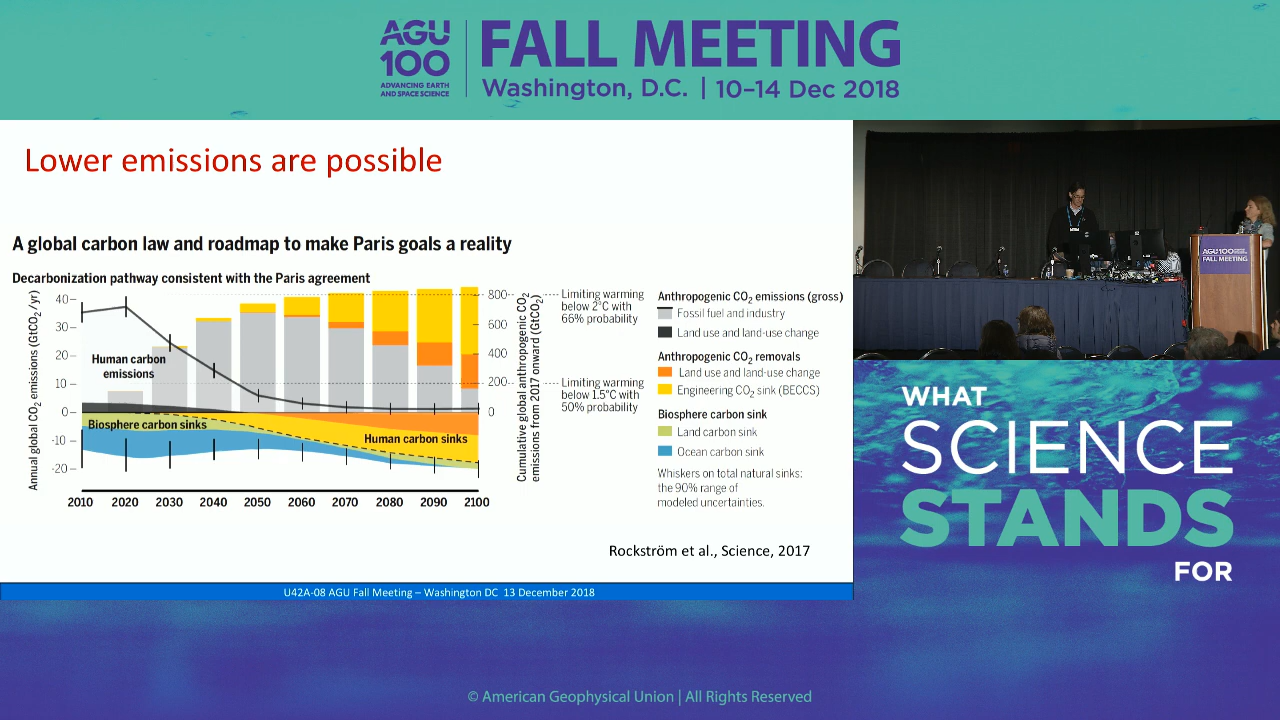 AGU
100
ADVANCING EARTH
AND SPACE SCIENCE
FALL MEETING
Washington, D.C. | 10–14 Dec 2018
Lower emissions are possible
A global carbon law and roadmap to make Paris goals a reality
Decarbonization pathway consistent with the Paris agreement
Annual global CO2 emissions (GtCO2/yr)
40
30
20
10
0
-10
-20
Human carbon
emissions
Biosphere carbon sinks
Human carbon sinks
2010 2020 2030 2040 2050 2060 2070 2080 2090 2100
800
600
400
200
0
Cumulative global anthropogenic CO2
emissions from 2017 onward (GtCO2)
Limiting warming
below 2°C with
66% probability
Limiting warming
below 1.5°C with
50% probability
Anthropogenic CO2 emissions (gross)
Fossil fuel and industry
Land use and land-use change
Anthropogenic CO2 removals
Land use and land-use change
Engineering CO2 sink (BECCS)
Biosphere carbon sink
Land carbon sink
Ocean carbon sink
Whiskers on total natural sinks:
the 90% range of
modeled uncertainties.
Rockström et al., Science, 2017
U42A-08 AGU Fall Meeting – Washington DC 13 December 2018
AGU100
FALL MEETING
WHAT
SCIENCE
STANDS
FOR
© American Geophysical Union | All Rights Reserved